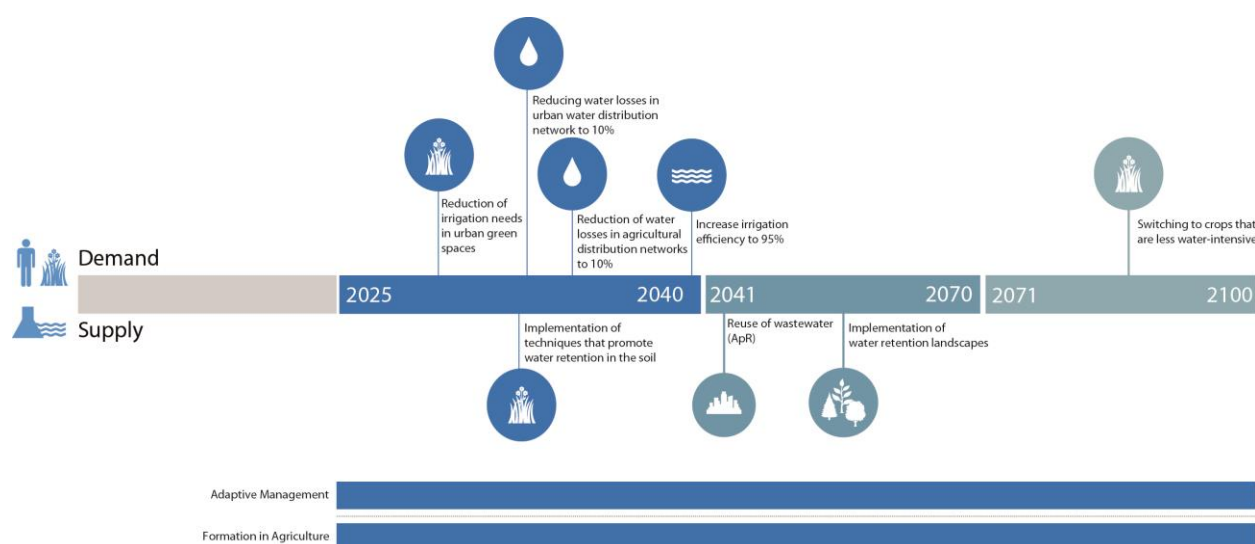 Reducing water losses in
urban water distribution
network to 10%
Reduction of
irrigation needs
in urban green
spaces
Reduction of water
losses in agricultural
distribution networks
to 10%
Increase irrigation
efficiency to 95%
Switching to crops that
are less water-intensive
Demand
2025
2040
2041
2070
2071
2100
Supply
Implementation of
techniques that promote
water retention in the soil
Reuse of wastewater
(ApR)
Implementation of
water retention landscapes
Adaptive Management
Formation in Agriculture